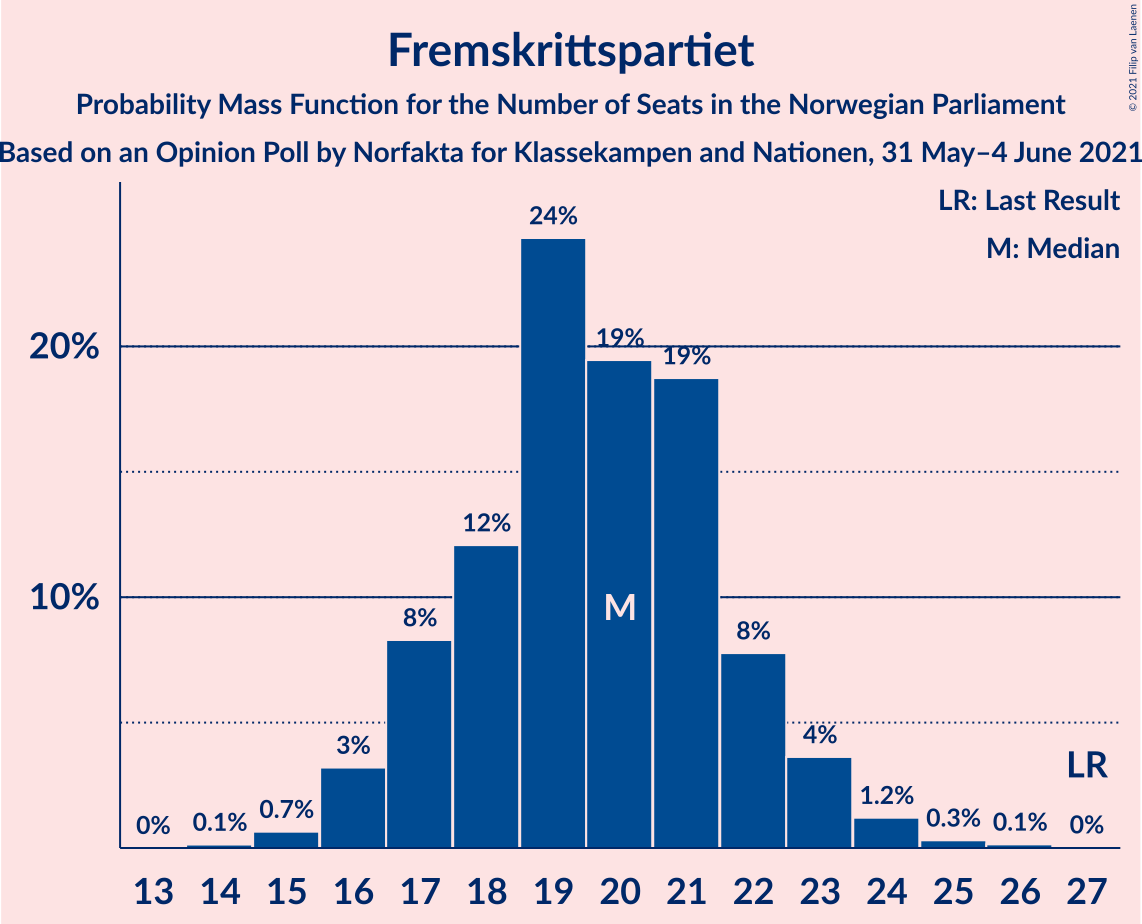 Fremskrittspartiet
Probability Mass Function for the Number of Seats in the Norwegian Parliament
Based on an Opinion Poll by Norfakta for Klassekampen and Nationen, 31 May–4 June 2021
© 2021 Filip van Laenen
LR: Last Result
M: Median
24%
20%
19%
19%
12%
10%
8%
M
8%
3%
4%
LR
0%
0.1%
0.7%
1.2%
0.3%
0.1%
0%
13 14 15 16 17 18 19 20 21 22 23 24 25 26 27